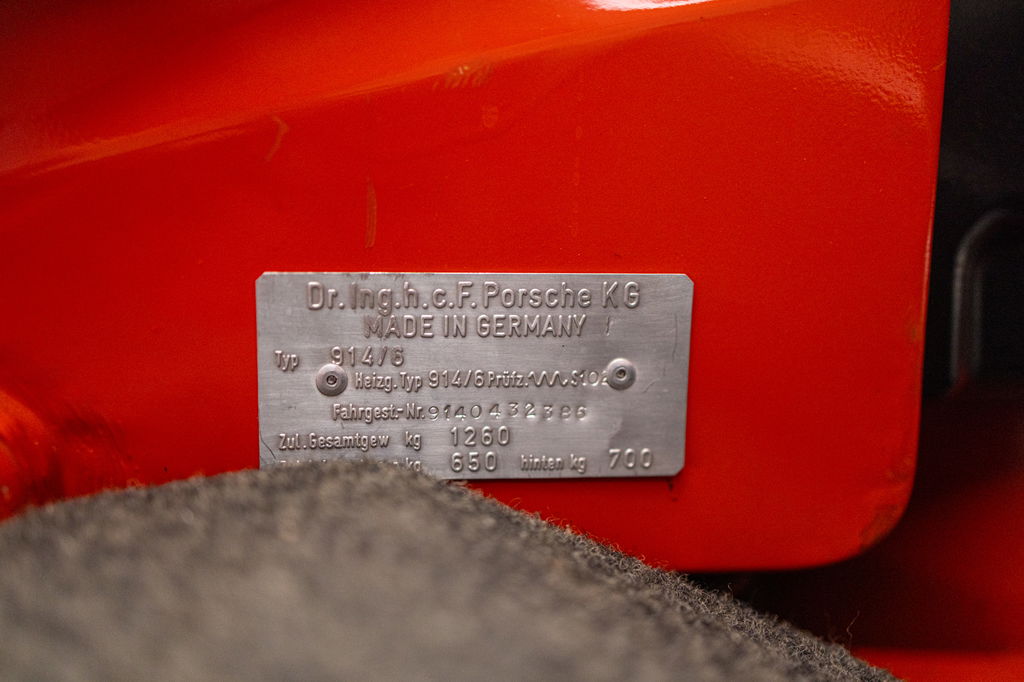 Dr. Ing. h. c. F. Porsche KG
MADE IN GERMANY
Typ 914/6
Heizg. Typ 914/6 Prüfz. S102
Fahrgest.-Nr. 9140432386
Zul. Gesamtgew kg 1260
kg 650 hinten kg 700